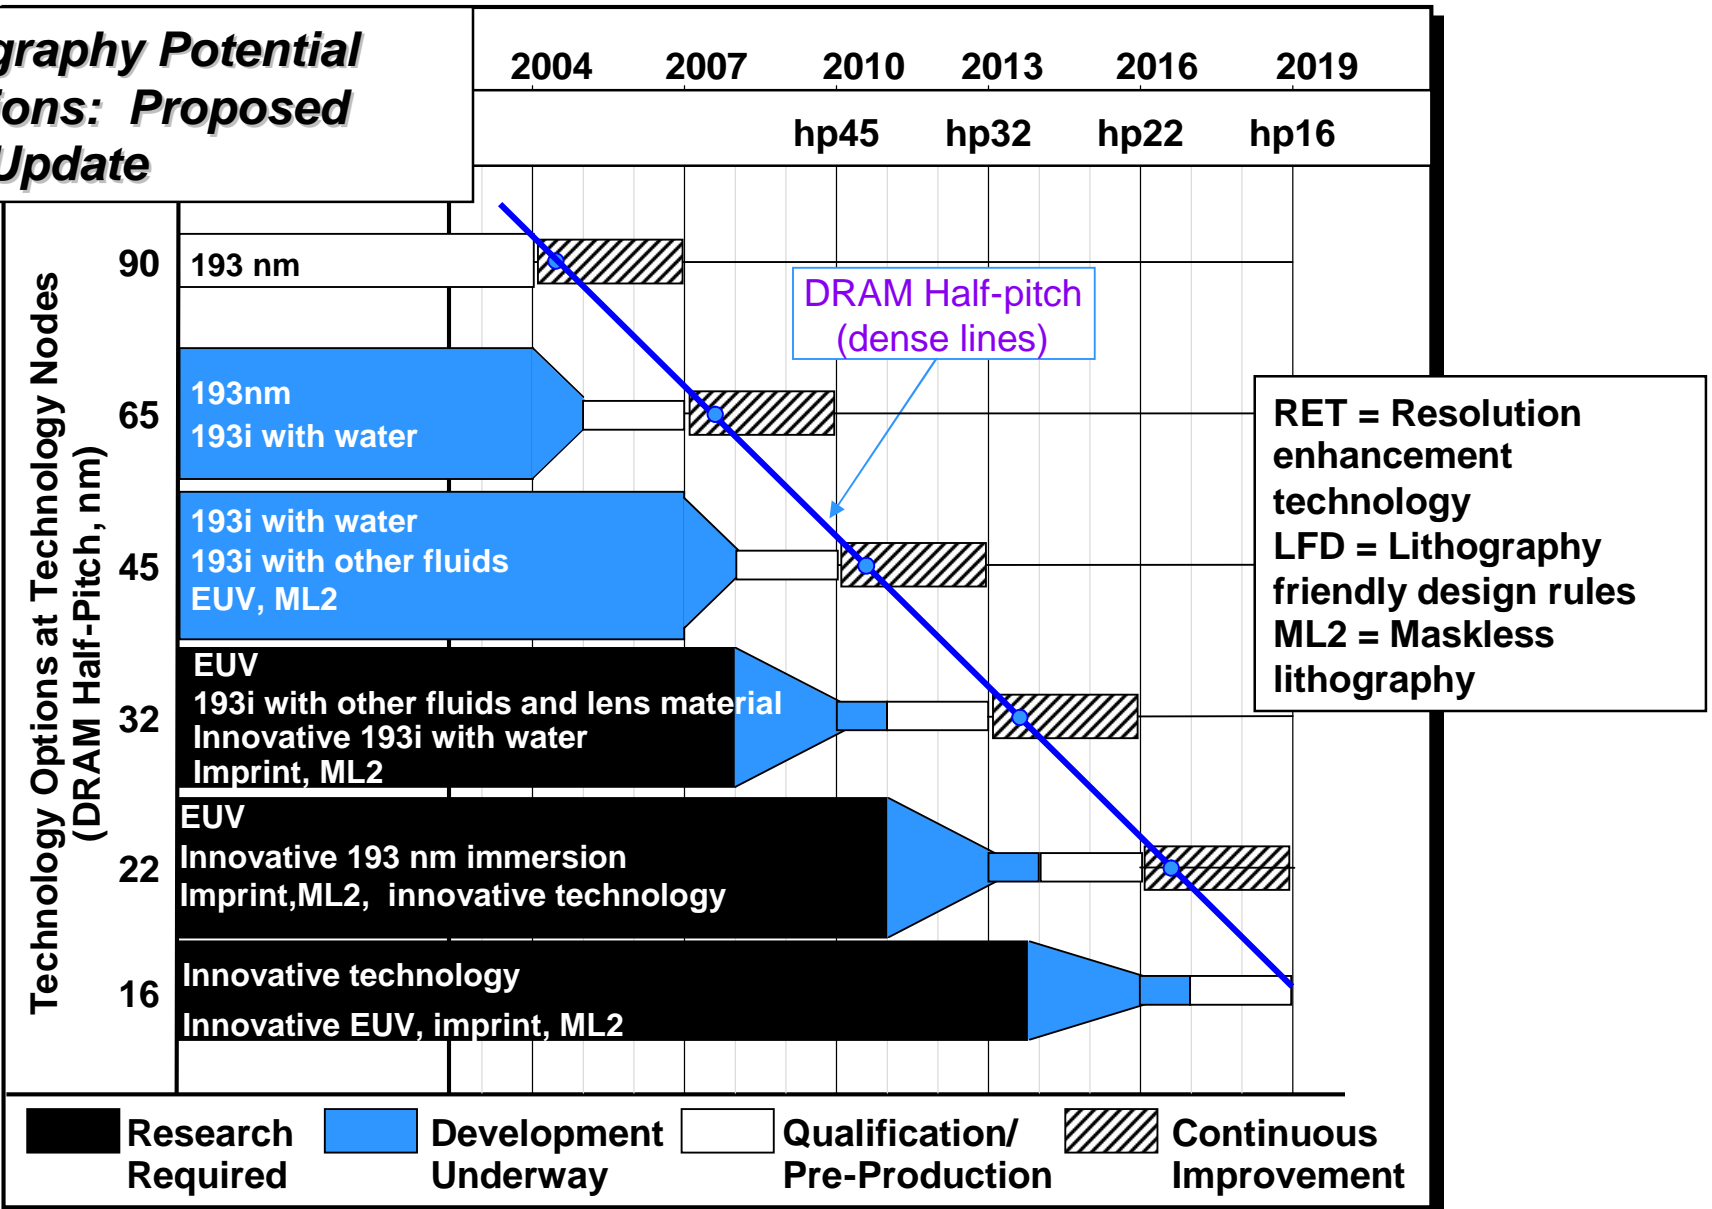 graphy Potential
ions: Proposed
Update
2004 2007 2010 2013 2016 2019
hp45 hp32 hp22 hp16
Technology Options at Technology Nodes
(DRAM Half-Pitch, nm)
90
193 nm
DRAM Half-pitch
(dense lines)
65
193nm
193i with water
45
193i with water
193i with other fluids
EUV, ML2
32
EUV
193i with other fluids and lens material
Innovative 193i with water
Imprint, ML2
22
EUV
Innovative 193 nm immersion
Imprint,ML2, innovative technology
16
Innovative technology
Innovative EUV, imprint, ML2
RET = Resolution
enhancement
technology
LFD = Lithography
friendly design rules
ML2 = Maskless
lithography
Research
Required
Development
Underway
Qualification/
Pre-Production
Continuous
Improvement